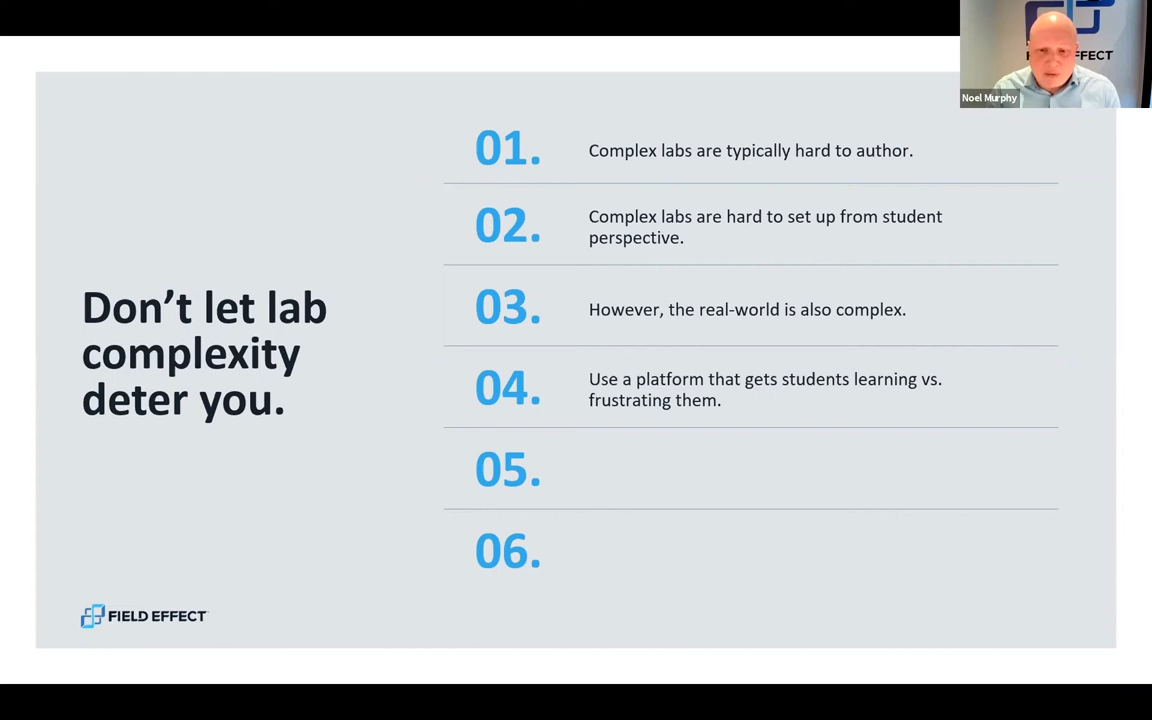 Noel Murphy
Don’t let lab
complexity
deter you.
01.
Complex labs are typically hard to author.
02.
Complex labs are hard to set up from student
perspective.
03.
However, the real-world is also complex.
04.
Use a platform that gets students learning vs.
frustrating them.
05.
06.
FIELD EFFECT